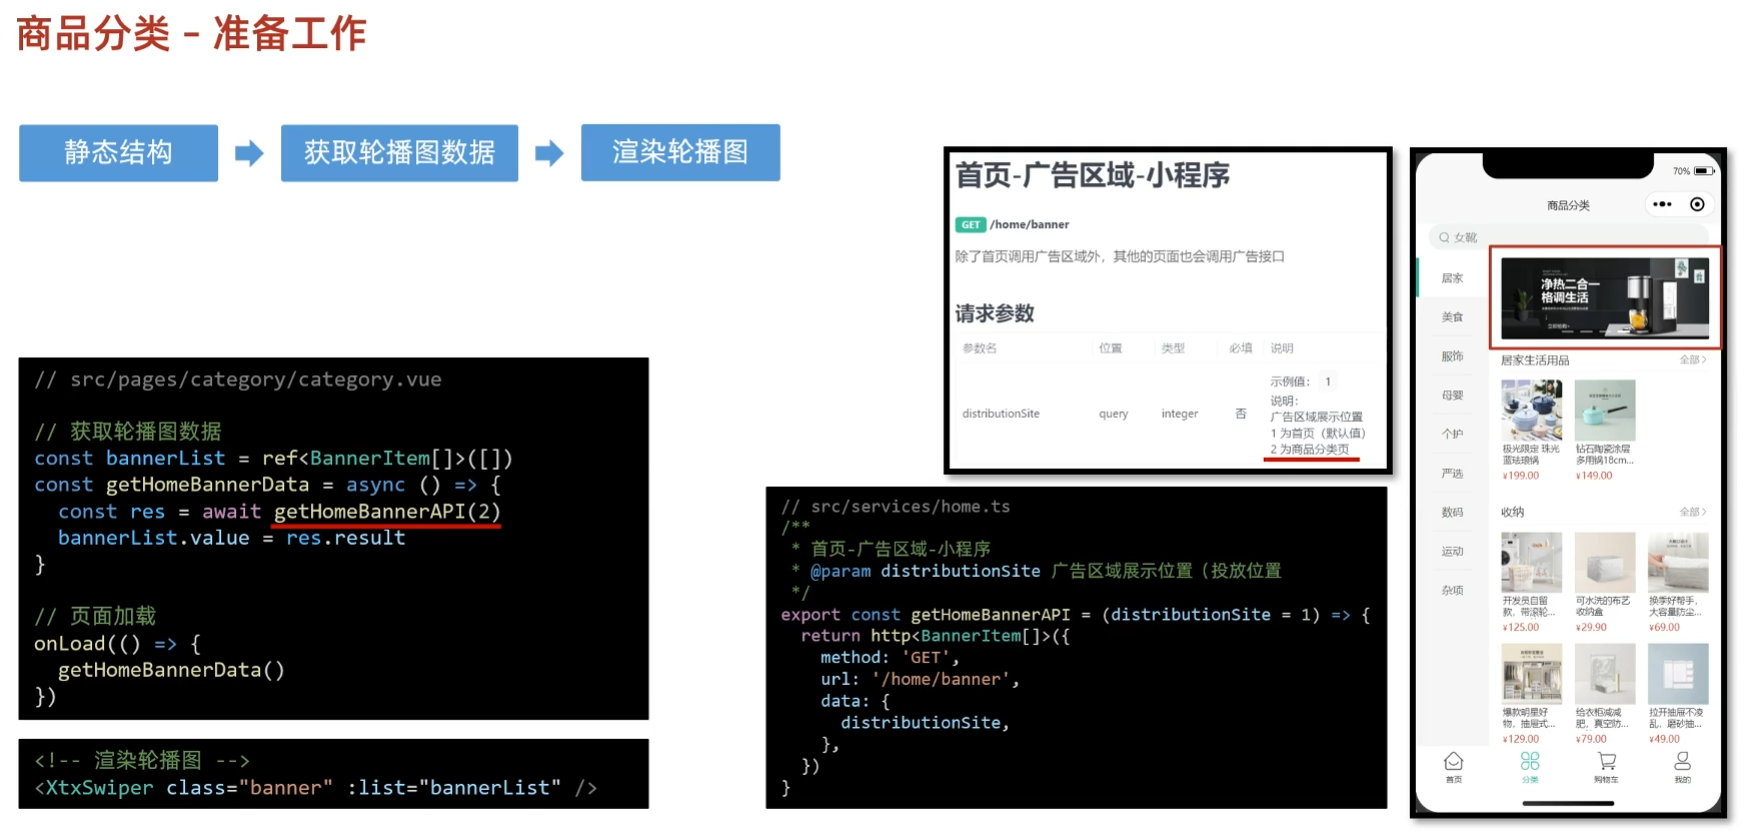 商品分类 - 准备工作
静态结构
获取轮播图数据
渲染轮播图
// src/pages/category/category.vue
// 获取轮播图数据
const bannerList = ref<BannerItem[]>([])
const getHomeBannerData = async () => {
const res = await getHomeBannerAPI(2)
bannerList.value = res.result
}
// 页面加载
onLoad(() => {
getHomeBannerData()
})
<!-- 渲染轮播图 -->
<XtxSwiper class="banner" :list="bannerList" />
首页-广告区域-小程序
GET /home/banner
除了首页调用广告区域外，其他的页面也会调用广告接口
请求参数
参数名 位置 类型 必填 说明
distributionSite query integer 否
示例值： 1
说明：
广告区域展示位置
1 为首页（默认值）
2 为商品分类页
// src/services/home.ts
/**
* 首页-广告区域-小程序
* @param distributionSite 广告区域展示位置（投放位置
*/
export const getHomeBannerAPI = (distributionSite = 1) => {
return http<BannerItem[]>({
method: 'GET',
url: '/home/banner',
data: {
distributionSite,
},
})
}
70%
商品分类
女靴
居家
美食
服饰
母婴
个护
严选
数码
运动
杂项
净热二合一
格调生活
居家生活用品 全部
极光限定 珠光
蓝珐琅锅
¥199.00
钻石陶瓷涂层
多用锅18cm...
¥149.00
收纳 全部
开发员自留
款，带滚轮...
¥125.00
可水洗的布艺
收纳盒
¥29.90
换季好帮手，
大容量防尘...
¥69.00
爆款明星好
物，抽屉式...
¥129.00
给衣柜减减
肥，真空防...
¥79.00
拉开抽屉不凌
乱，磨砂抽...
¥49.00
首页 分类 购物车 我的